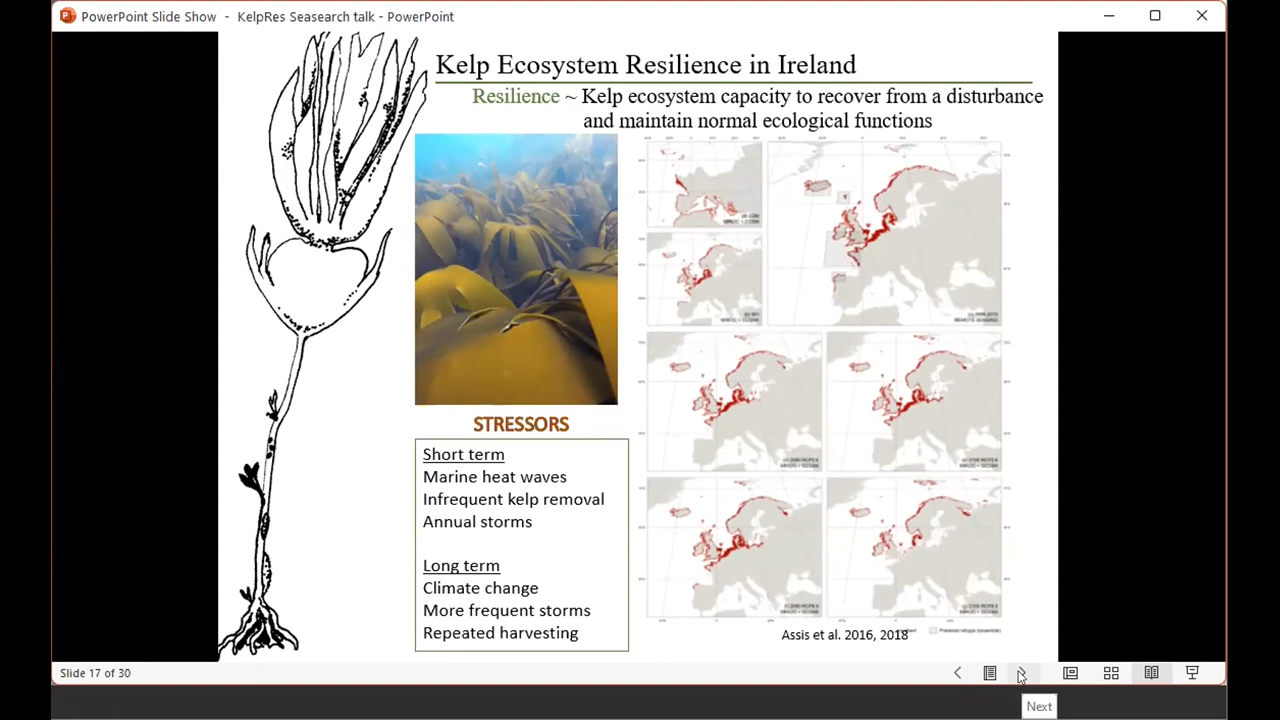 PowerPoint Slide Show - KelpRes Seasearch talk - PowerPoint
Kelp Ecosystem Resilience in Ireland
Resilience ~ Kelp ecosystem capacity to recover from a disturbance
and maintain normal ecological functions
STRESSORS
Short term
Marine heat waves
Infrequent kelp removal
Annual storms
Long term
Climate change
More frequent storms
Repeated harvesting
Assis et al. 2016, 2018
Slide 17 of 30
Next